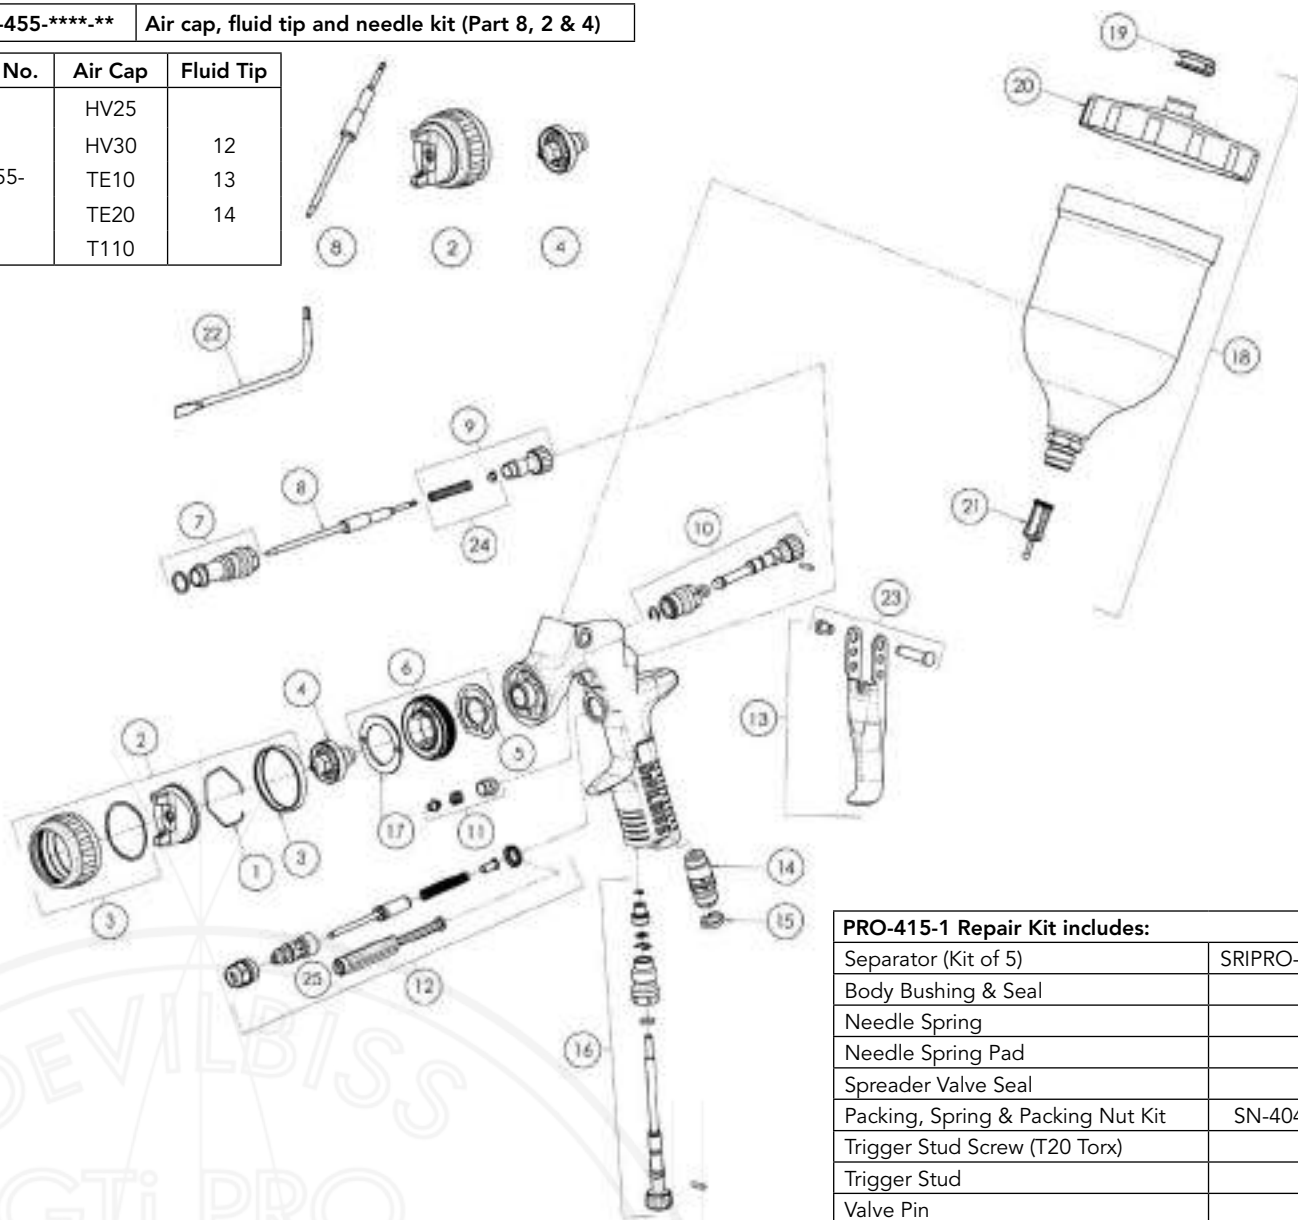 -455-****-** Air cap, fluid tip and needle kit (Part 8, 2 & 4)
No. Air Cap Fluid Tip
HV25
HV30 12
55- TE10 13
TE20 14
T110
8
2
4
19
20
18
21
22
9
8
7
24
10
23
13
6
4
5
2
17
11
1
3
3
14
15
25
12
16
PRO-415-1 Repair Kit includes:
Separator (Kit of 5) SRIPRO-
Body Bushing & Seal
Needle Spring
Needle Spring Pad
Spreader Valve Seal
Packing, Spring & Packing Nut Kit SN-404
Trigger Stud Screw (T20 Torx)
Trigger Stud
Valve Pin
DEVILBISS
GTi PRO